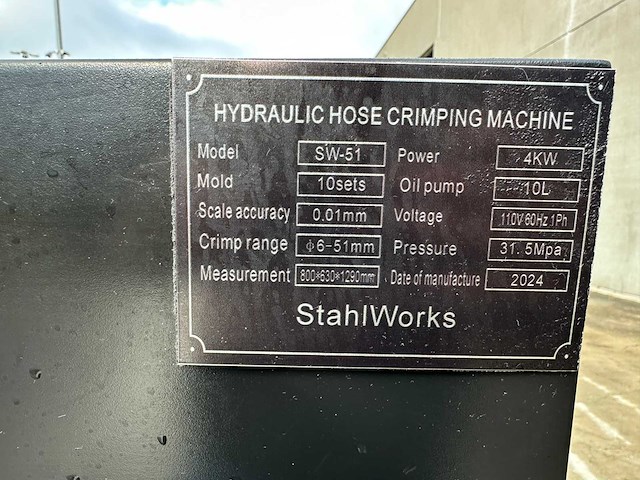 HYDRAULIC HOSE CRIMPING MACHINE
Model SW-51 Power 4KW
Mold 10sets Oil pump 10L
Scale accuracy 0.01mm Voltage 110V 60Hz 1Ph
Crimp range ϕ6-51mm Pressure 31.5Mpa
Measurement 800*630*1290mm Date of manufacture 2024
StahlWorks